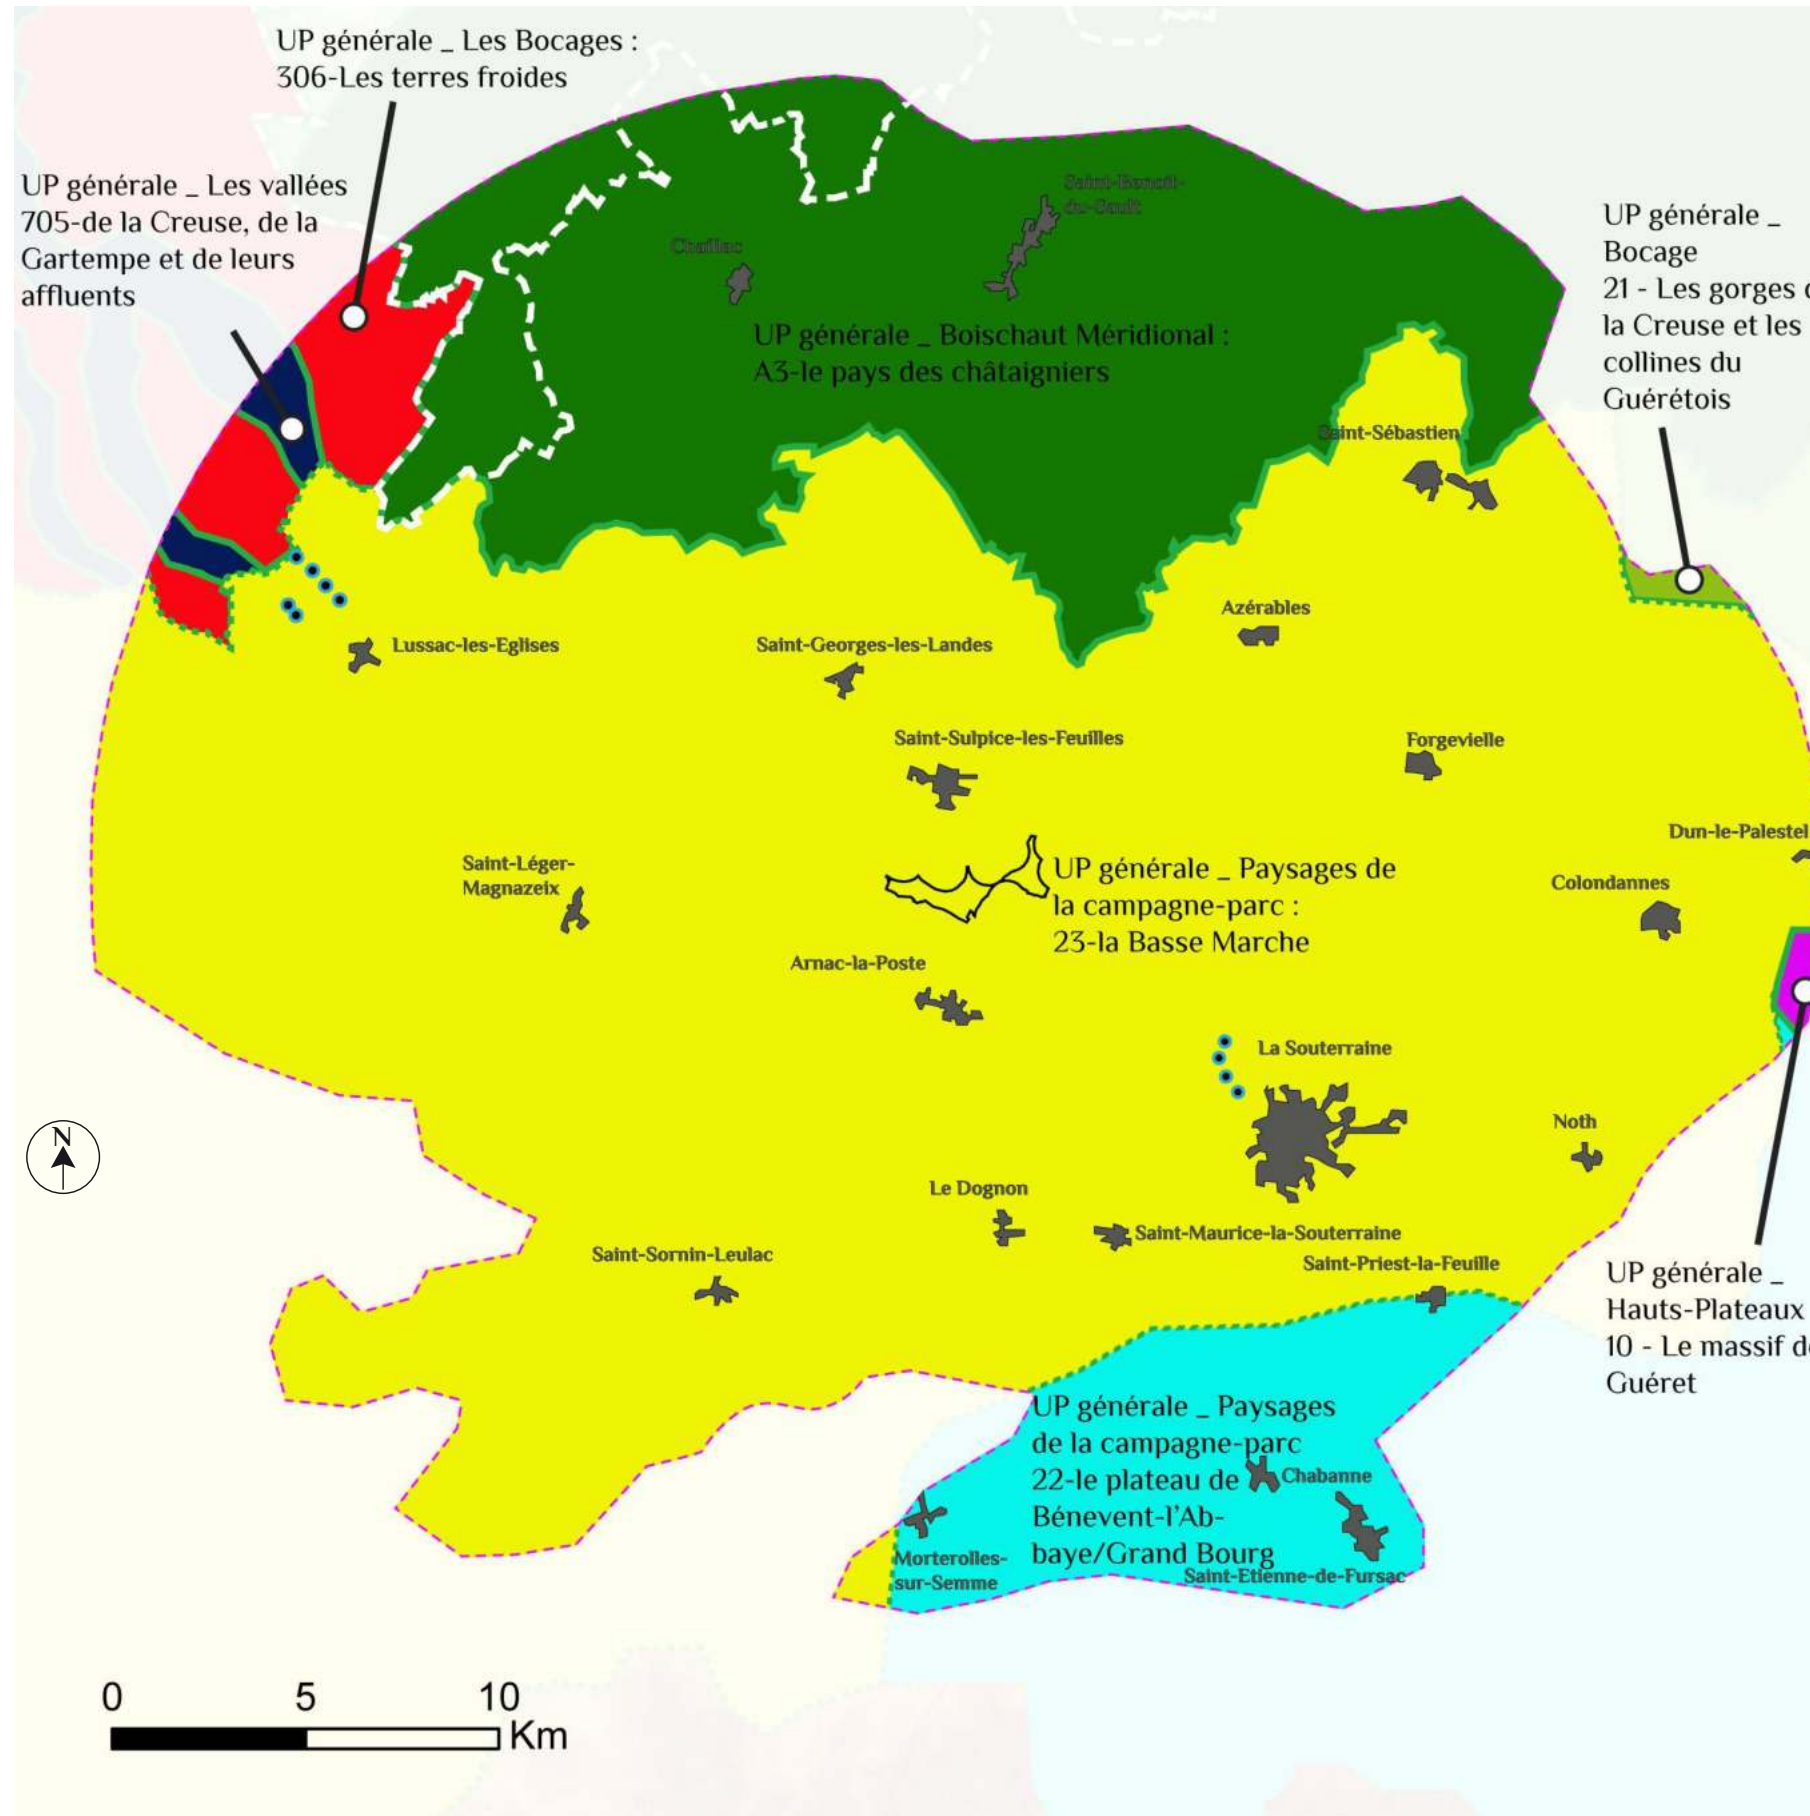 UP générale _ Les Bocages :
306-Les terres froides
UP générale _ Les vallées
705-de la Creuse, de la
Gartempe et de leurs
affluents
Saint-Benoît-
du-Sault
Chaillac
UP générale _
Bocage
21 - Les gorges d
la Creuse et les
collines du
Guérétois
UP générale _ Boischaut Méridional :
A3-le pays des châtaigniers
Saint-Sébastien
Azérables
Lussac-les-Eglises
Saint-Georges-les-Landes
Saint-Sulpice-les-Feuilles
Forgevielle
Dun-le-Palestel
Saint-Léger-
Magnazeix
UP générale _ Paysages de
la campagne-parc :
23-la Basse Marche
Colondannes
Arnac-la-Poste
La Souterraine
N
Noth
Le Dognon
Saint-Maurice-la-Souterraine
Saint-Sornin-Leulac
Saint-Priest-la-Feuille
UP générale _
Hauts-Plateaux
10 - Le massif de
Guéret
UP générale _ Paysages
de la campagne-parc
22-le plateau de
Bénevent-l'Ab-
baye/Grand Bourg
Chabanne
Morterolles-
sur-Semme
Saint-Etienne-de-Fursac
0 5 10
Km